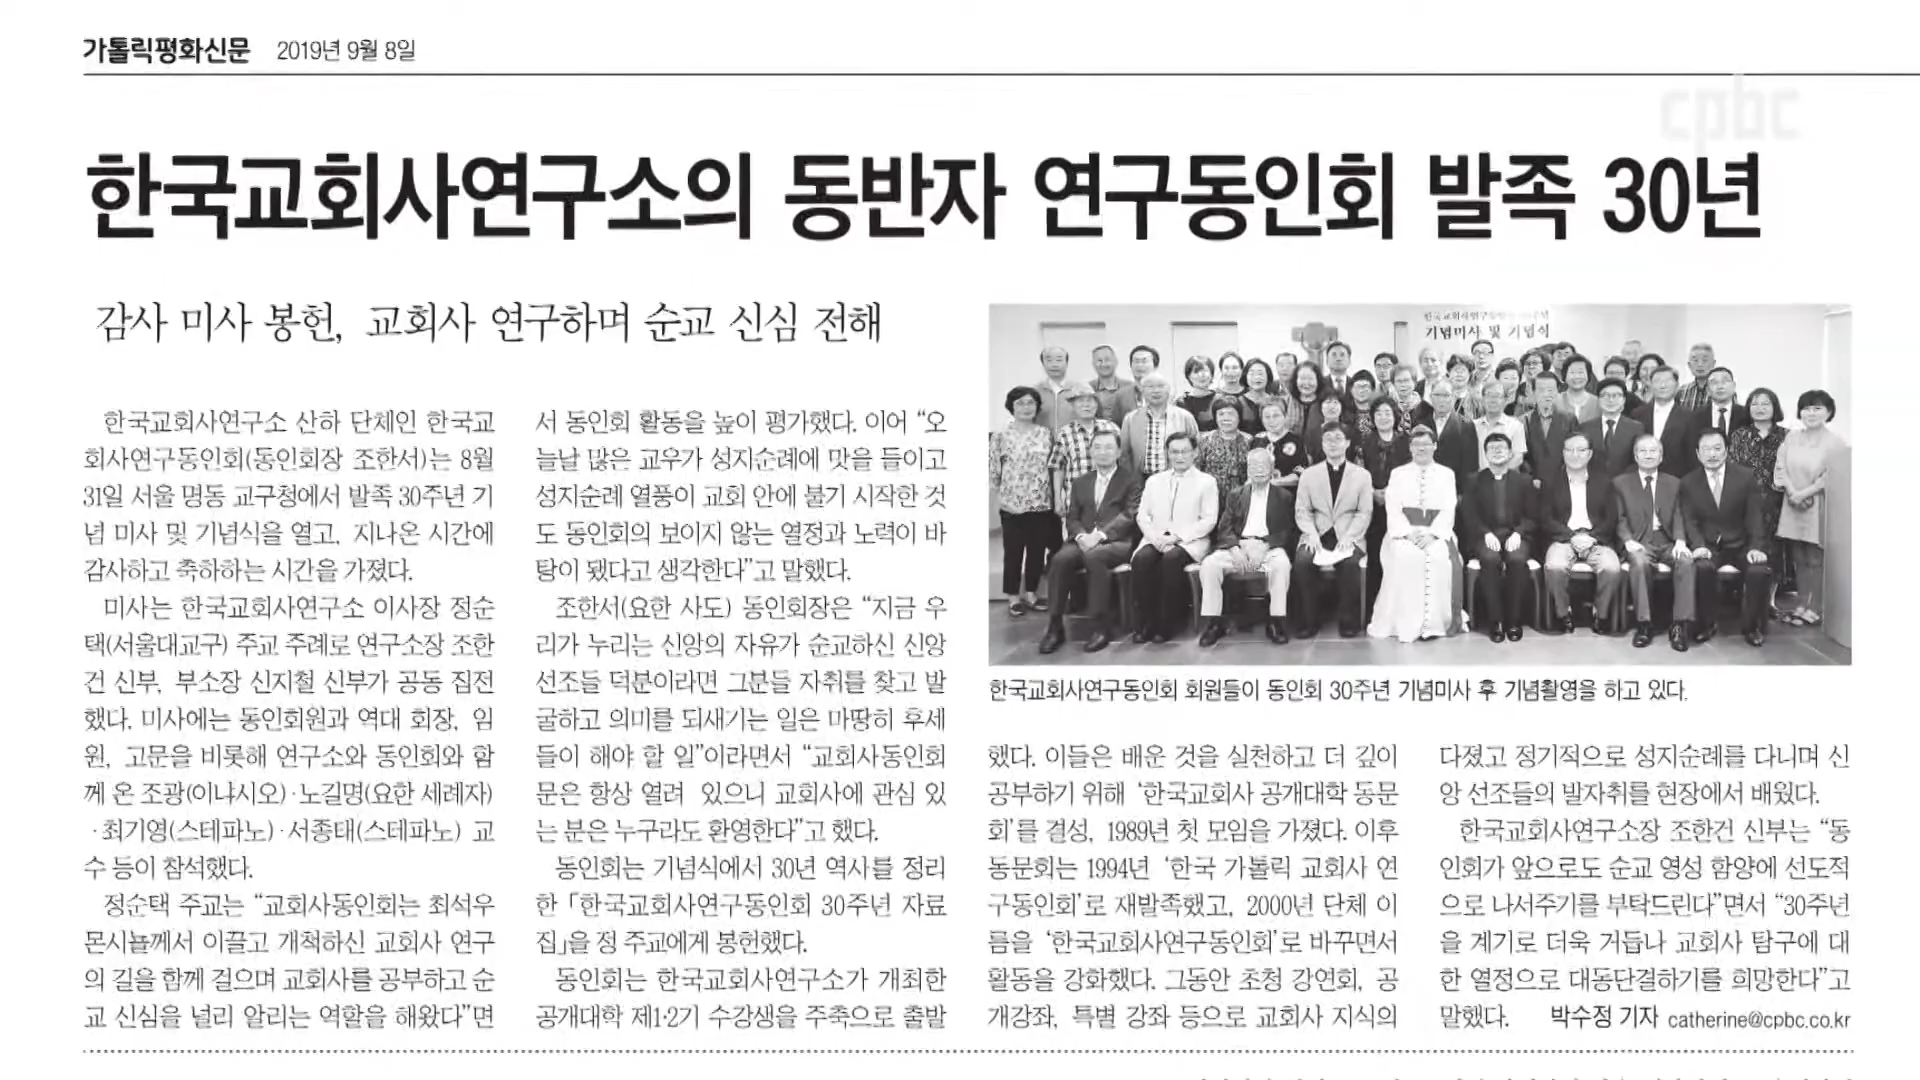 가톨릭평화신문 2019년 9월 8일
cpbc
한국교회사연구소의 동반자 연구동인회 발족 30년
감사 미사 봉헌, 교회사 연구하며 순교 신심 전해
한국교회사연구소 산하 단체인 한국교
회사연구동인회(동인회장 조한서)는 8월
31일 서울 명동 교구청에서 발족 30주년 기
념 미사 및 기념식을 열고, 지나온 시간에
감사하고 축하하는 시간을 가졌다.
미사는 한국교회사연구소 이사장 정순
택(서울대교구) 주교 주례로 연구소장 조한
건 신부, 부소장 신지철 신부가 공동 집전
했다. 미사에는 동인회원과 역대 회장, 임
원, 고문을 비롯해 연구소와 동인회와 함
께 온 조광(이냐시오)·노길명(요한 세례자)
·최기영(스테파노)·서종태(스테파노) 교
수 등이 참석했다.
정순택 주교는 “교회사동인회는 최석우
몬시뇰께서 이끌고 개척하신 교회사 연구
의 길을 함께 걸으며 교회사를 공부하고 순
교 신심을 널리 알리는 역할을 해왔다”면
서 동인회 활동을 높이 평가했다. 이어 “오
늘날 많은 교우가 성지순례에 맛을 들이고
성지순례 열풍이 교회 안에 불기 시작한 것
도 동인회의 보이지 않는 열정과 노력이 바
탕이 됐다고 생각한다”고 말했다.
조한서(요한 사도) 동인회장은 “지금 우
리가 누리는 신앙의 자유가 순교하신 신앙
선조들 덕분이라면 그분들 자취를 찾고 발
굴하고 의미를 되새기는 일은 마땅히 후세
들이 해야 할 일”이라면서 “교회사동인회
문은 항상 열려 있으니 교회사에 관심 있
는 분은 누구라도 환영한다”고 했다.
동인회는 기념식에서 30년 역사를 정리
한 「한국교회사연구동인회 30주년 자료
집」을 정 주교에게 봉헌했다.
동인회는 한국교회사연구소가 개최한
공개대학 제1·2기 수강생을 주축으로 출발
기념미사 및 기념식
한국교회사연구동인회 회원들이 동인회 30주년 기념미사 후 기념촬영을 하고 있다.
했다. 이들은 배운 것을 실천하고 더 깊이
공부하기 위해 ‘한국교회사 공개대학 동문
회’를 결성, 1989년 첫 모임을 가졌다. 이후
동문회는 1994년 ‘한국 가톨릭 교회사 연
구동인회’로 재발족했고, 2000년 단체 이
름을 ‘한국교회사연구동인회’로 바꾸면서
활동을 강화했다. 그동안 초청 강연회, 공
개강좌, 특별 강좌 등으로 교회사 지식의
다졌고 정기적으로 성지순례를 다니며 신
앙 선조들의 발자취를 현장에서 배웠다.
한국교회사연구소장 조한건 신부는 “동
인회가 앞으로도 순교 영성 함양에 선도적
으로 나서주기를 부탁드린다”면서 “30주년
을 계기로 더욱 거듭나 교회사 탐구에 대
한 열정으로 대동단결하기를 희망한다”고
말했다. 박수정 기자 catherine@cpbc.co.kr